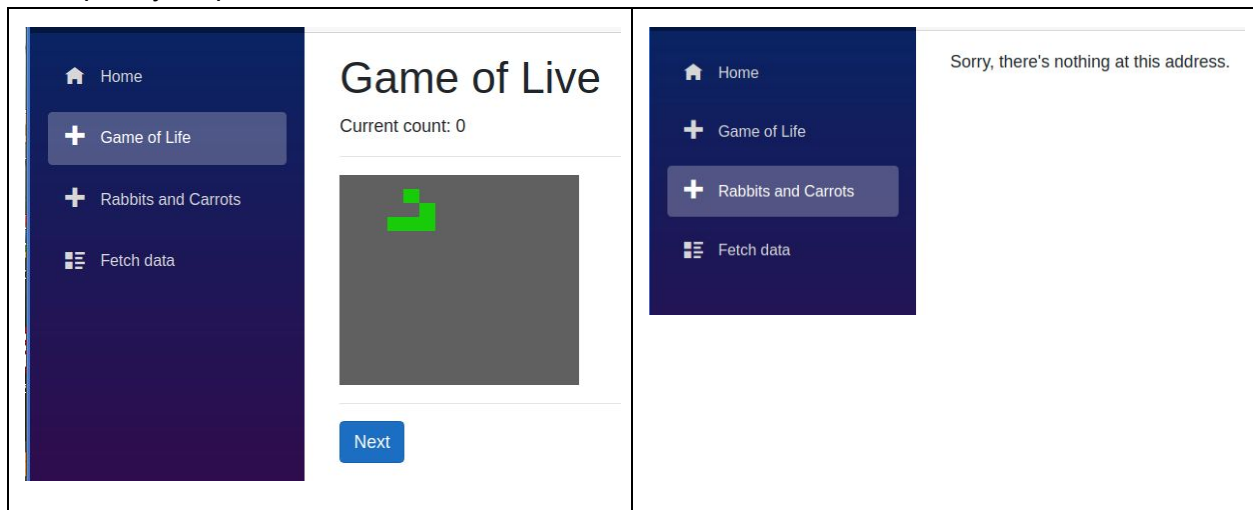 Home
Game of Life
Rabbits and Carrots
Fetch data
Game of Live
Current count: 0
Next
Home
Game of Life
Rabbits and Carrots
Fetch data
Sorry, there's nothing at this address.